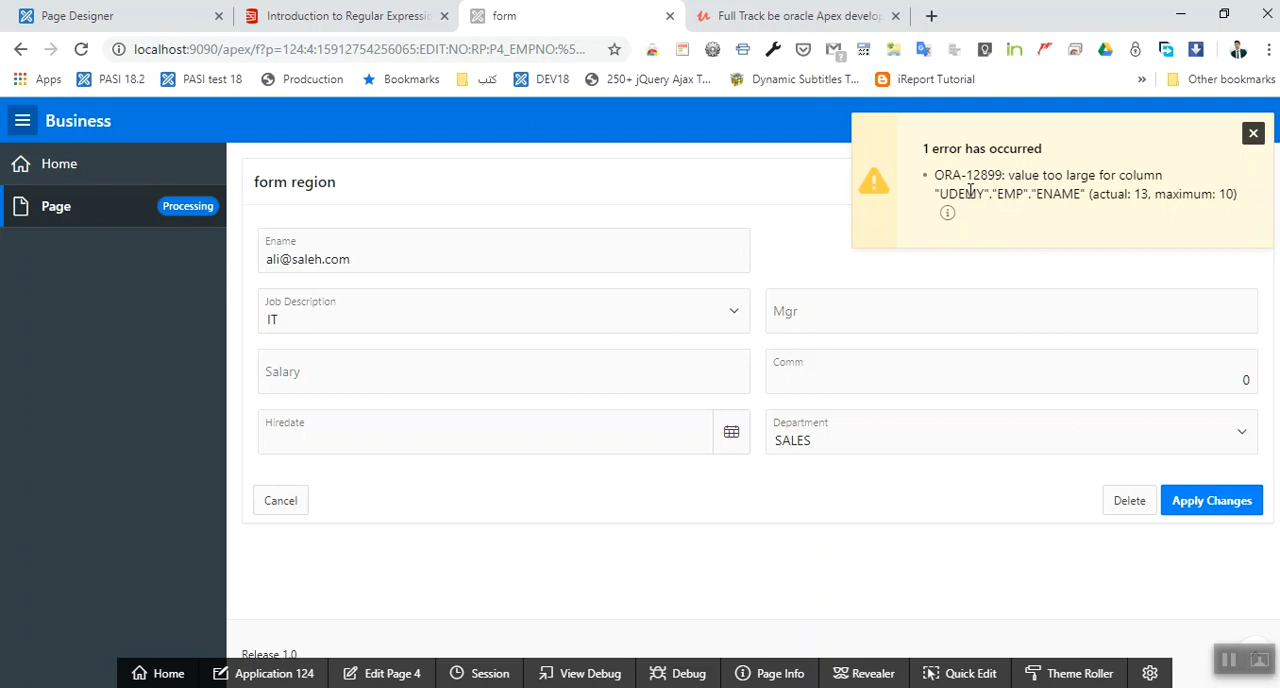 Page Designer
Introduction to Regular Expressi
form
Full Track be oracle Apex develop
localhost:9090/apex/f?p=124:4:15912754256065:EDIT:NO:RP:P4_EMPNO:%5...
Apps
PASI 18.2
PASI test 18
Prodcution
Bookmarks
كتب
DEV18
250+ jQuery Ajax T...
Dynamic Subtitles T...
iReport Tutorial
»
Other bookmarks
Business
Home
Page
Processing
1 error has occurred
ORA-12899: value too large for column
"UDEMY"."EMP"."ENAME" (actual: 13, maximum: 10)
form region
Ename
ali@saleh.com
Job Description
IT
Mgr
Salary
Comm
0
Hiredate
Department
SALES
Cancel
Delete
Apply Changes
Release 1.0
Home
Application 124
Edit Page 4
Session
View Debug
Debug
Page Info
Revealer
Quick Edit
Theme Roller